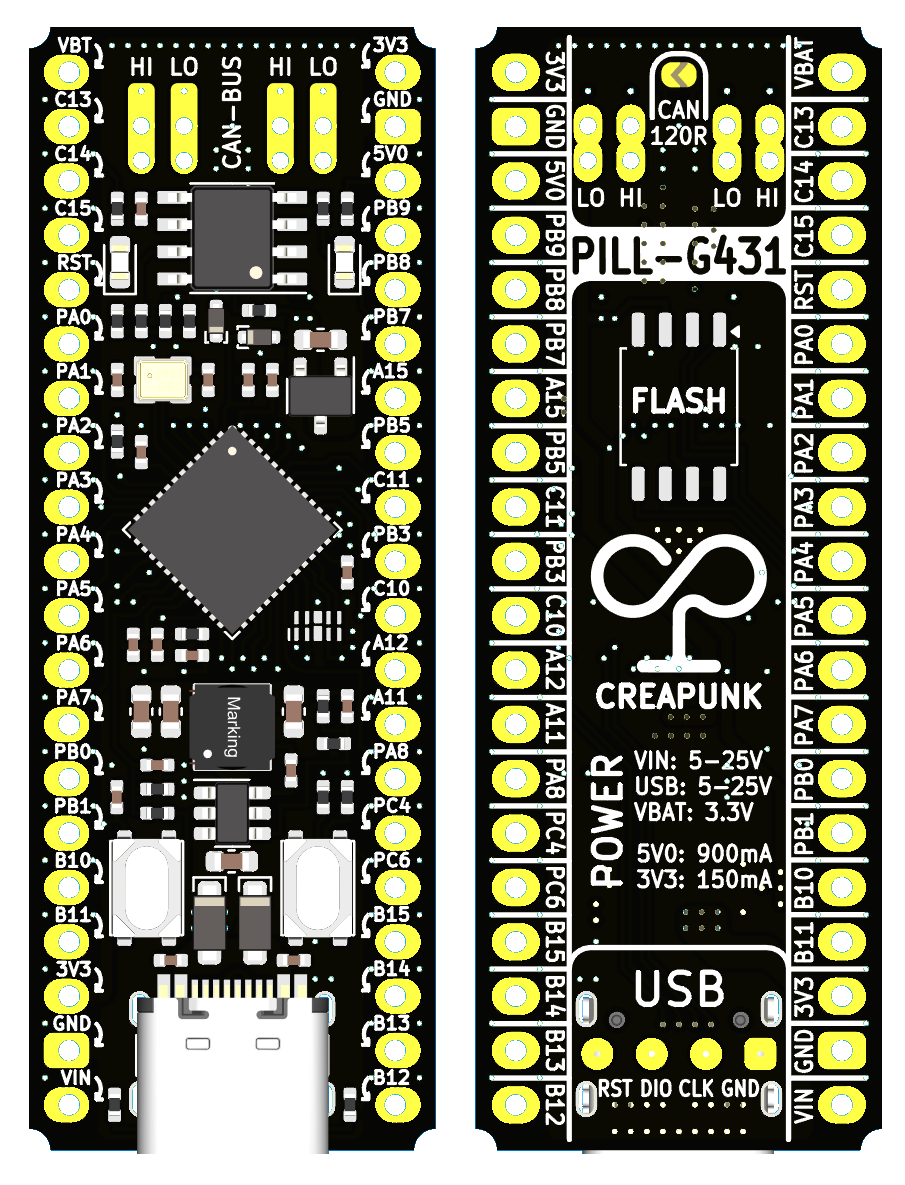 VBT
3V3
HI LO
CAN-BUS
HI LO
C13
GND
C14
5V0
C15
PB9
RST
PB8
PA0
PB7
PA1
A15
PA2
PB5
PA3
C11
PA4
PB3
PA5
C10
PA6
A12
PA7
A11
Marking
PB0
PA8
PB1
PC4
B10
PC6
B11
B15
3V3
B14
GND
B13
VIN
B12
3V3
GND
5V0
PB9
PB8
PB7
A15
PB5
C11
PB3
C10
A12
A11
PA8
PC4
PC6
B15
B14
B13
B12
CAN
120R
LO HI
LO HI
PILL-G431
FLASH
CREAPUNK
POWER
VIN: 5-25V
USB: 5-25V
VBAT: 3.3V
5V0: 900mA
3V3: 150mA
USB
RST DIO CLK GND
VBAT
C13
C14
C15
RST
PA0
PA1
PA2
PA3
PA4
PA5
PA6
PA7
PB0
PB1
B10
B11
3V3
GND
VIN